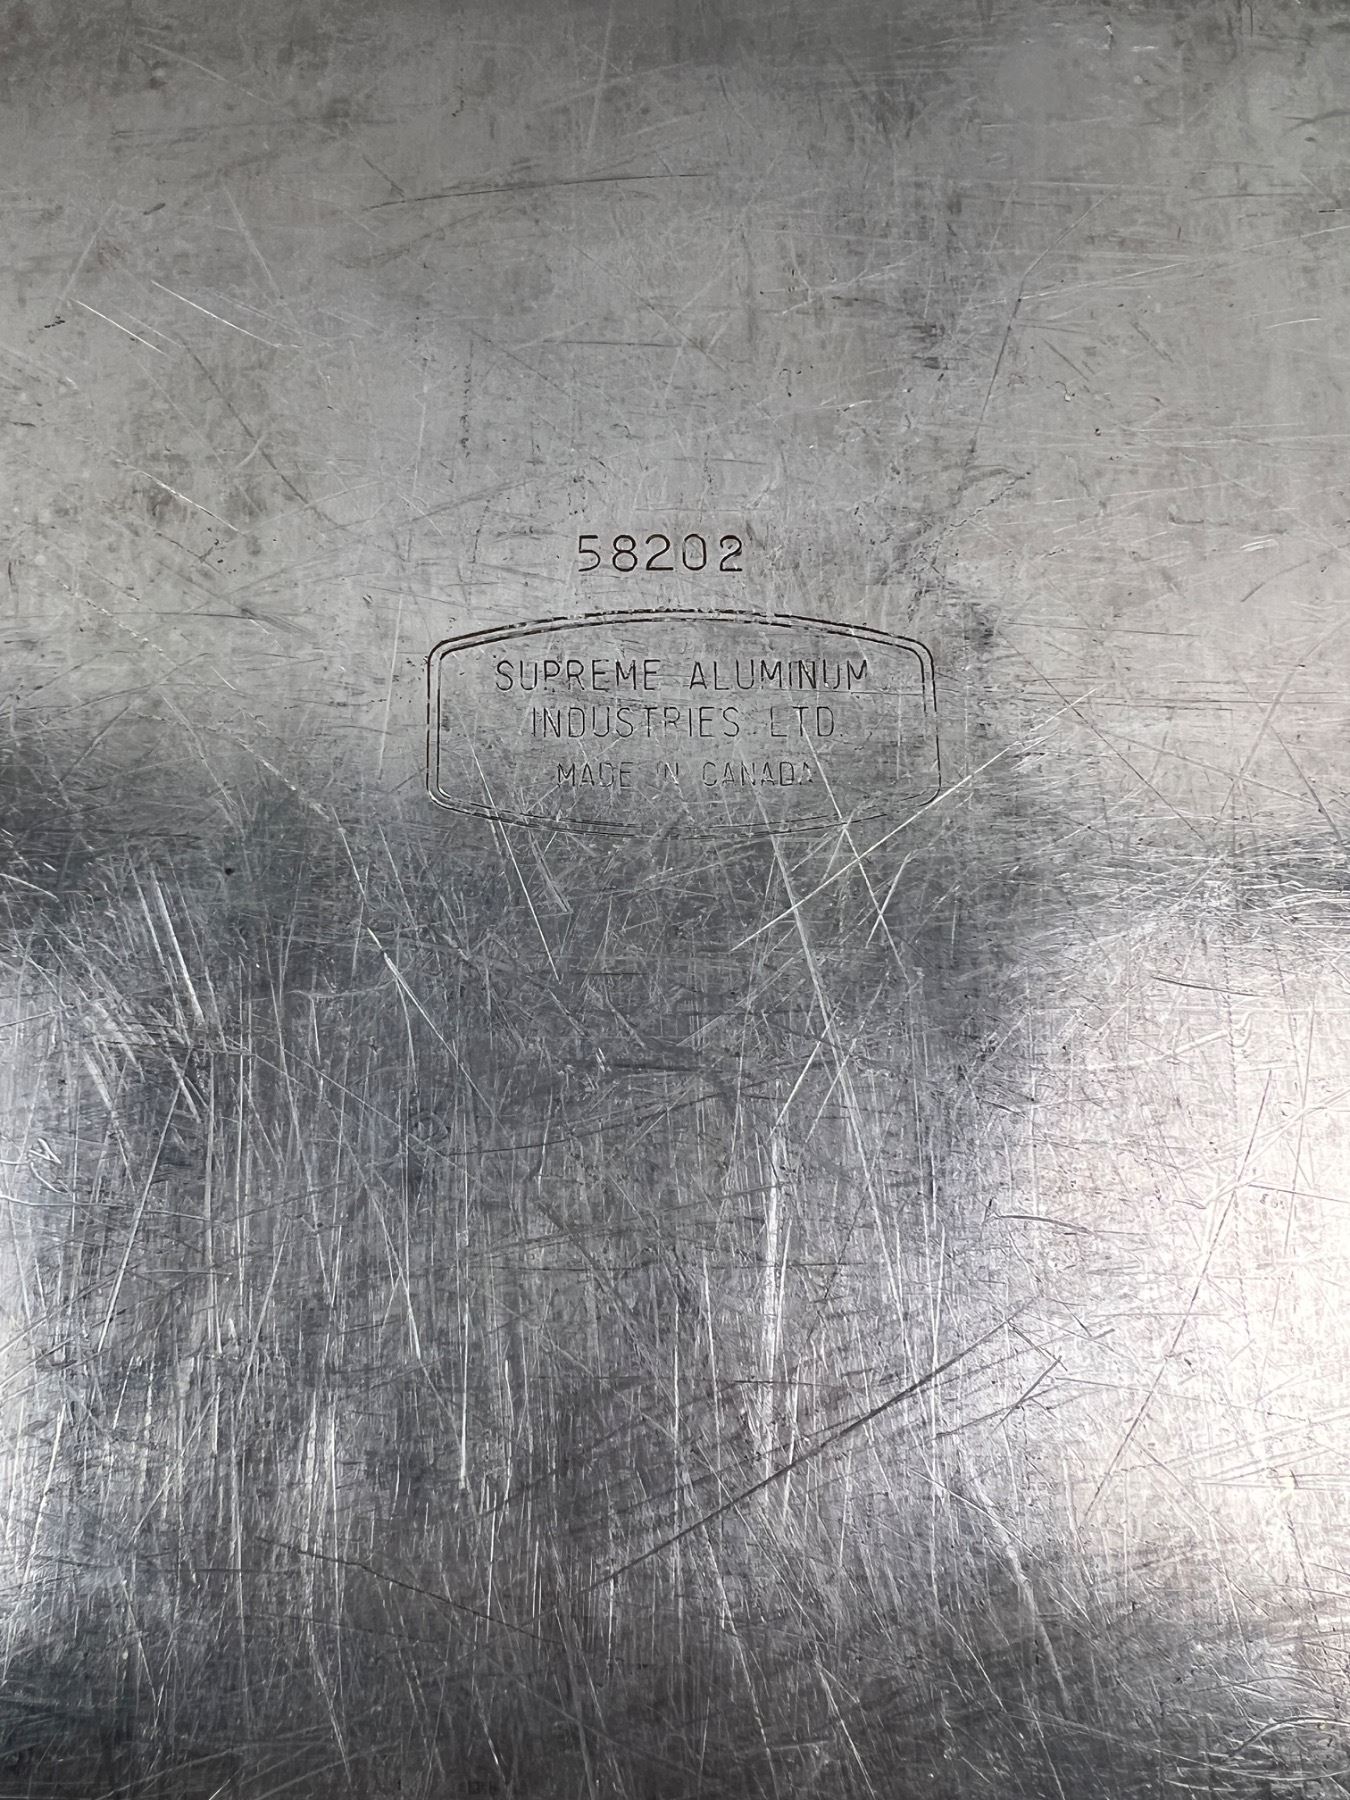 58202
SUPREME ALUMINUM
INDUSTRIES LTD.
MADE IN CANADA